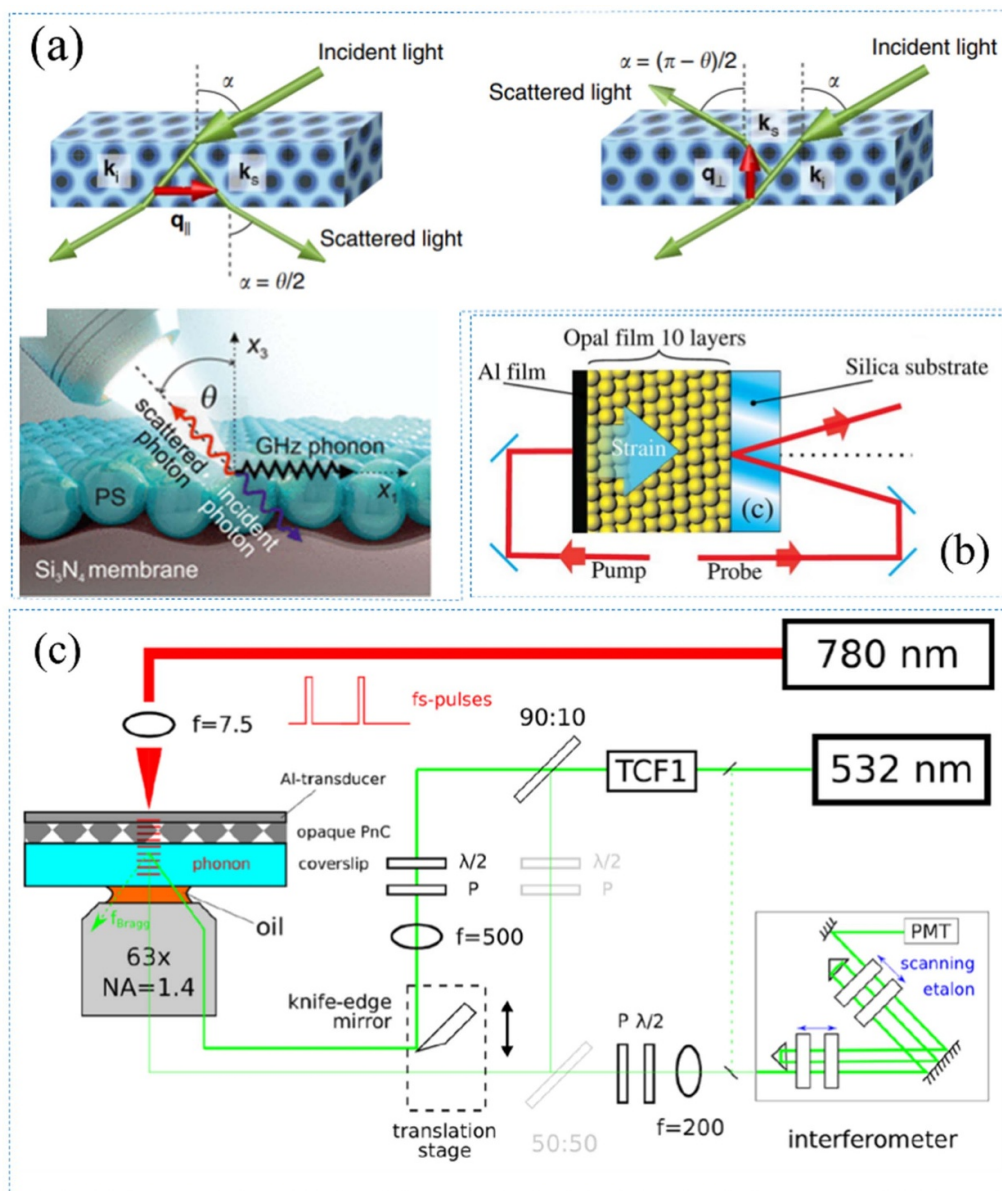 (a)
Incident light
α
k_i
k_s
q_∥
Scattered light
α = θ/2
α = (π − θ)/2
Scattered light
Incident light
α
k_s
q_⊥
k_i
x_3
θ
scattered
photon
GHz phonon
x_1
incident
photon
PS
Si_3N_4 membrane
Opal film 10 layers
Al film
Silica substrate
Strain
(c)
Pump
Probe
(b)
(c)
780 nm
fs-pulses
f=7.5
90:10
TCF1
532 nm
Al-transducer
opaque PnC
coverslip
phonon
λ/2
P
λ/2
P
f_Bragg
oil
f=500
63x
NA=1.4
knife-edge
mirror
PMT
scanning
etalon
P λ/2
translation
stage
50:50
f=200
interferometer